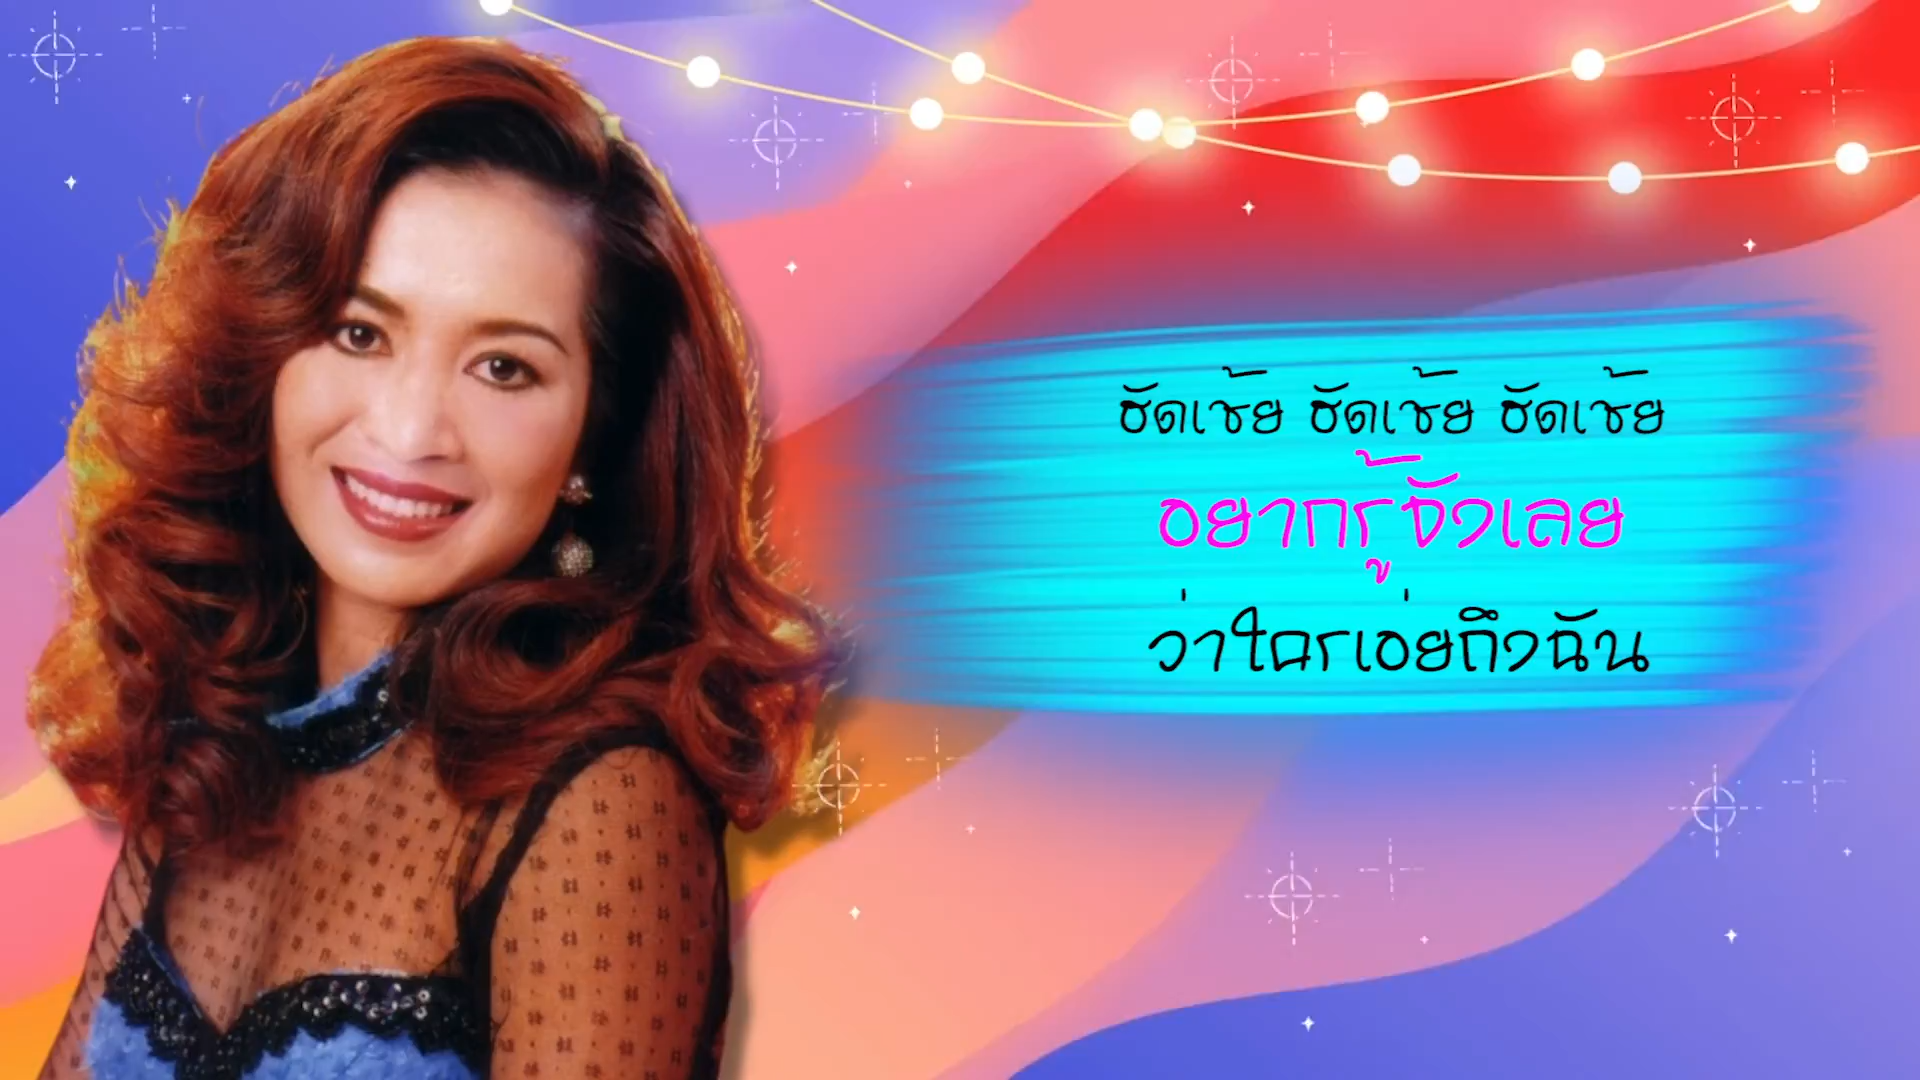 ฮัดเช้ย ฮัดเช้ย ฮัดเช้ย
อยากรู้จังเลย
ว่าใครเอ่ยถึงฉัน